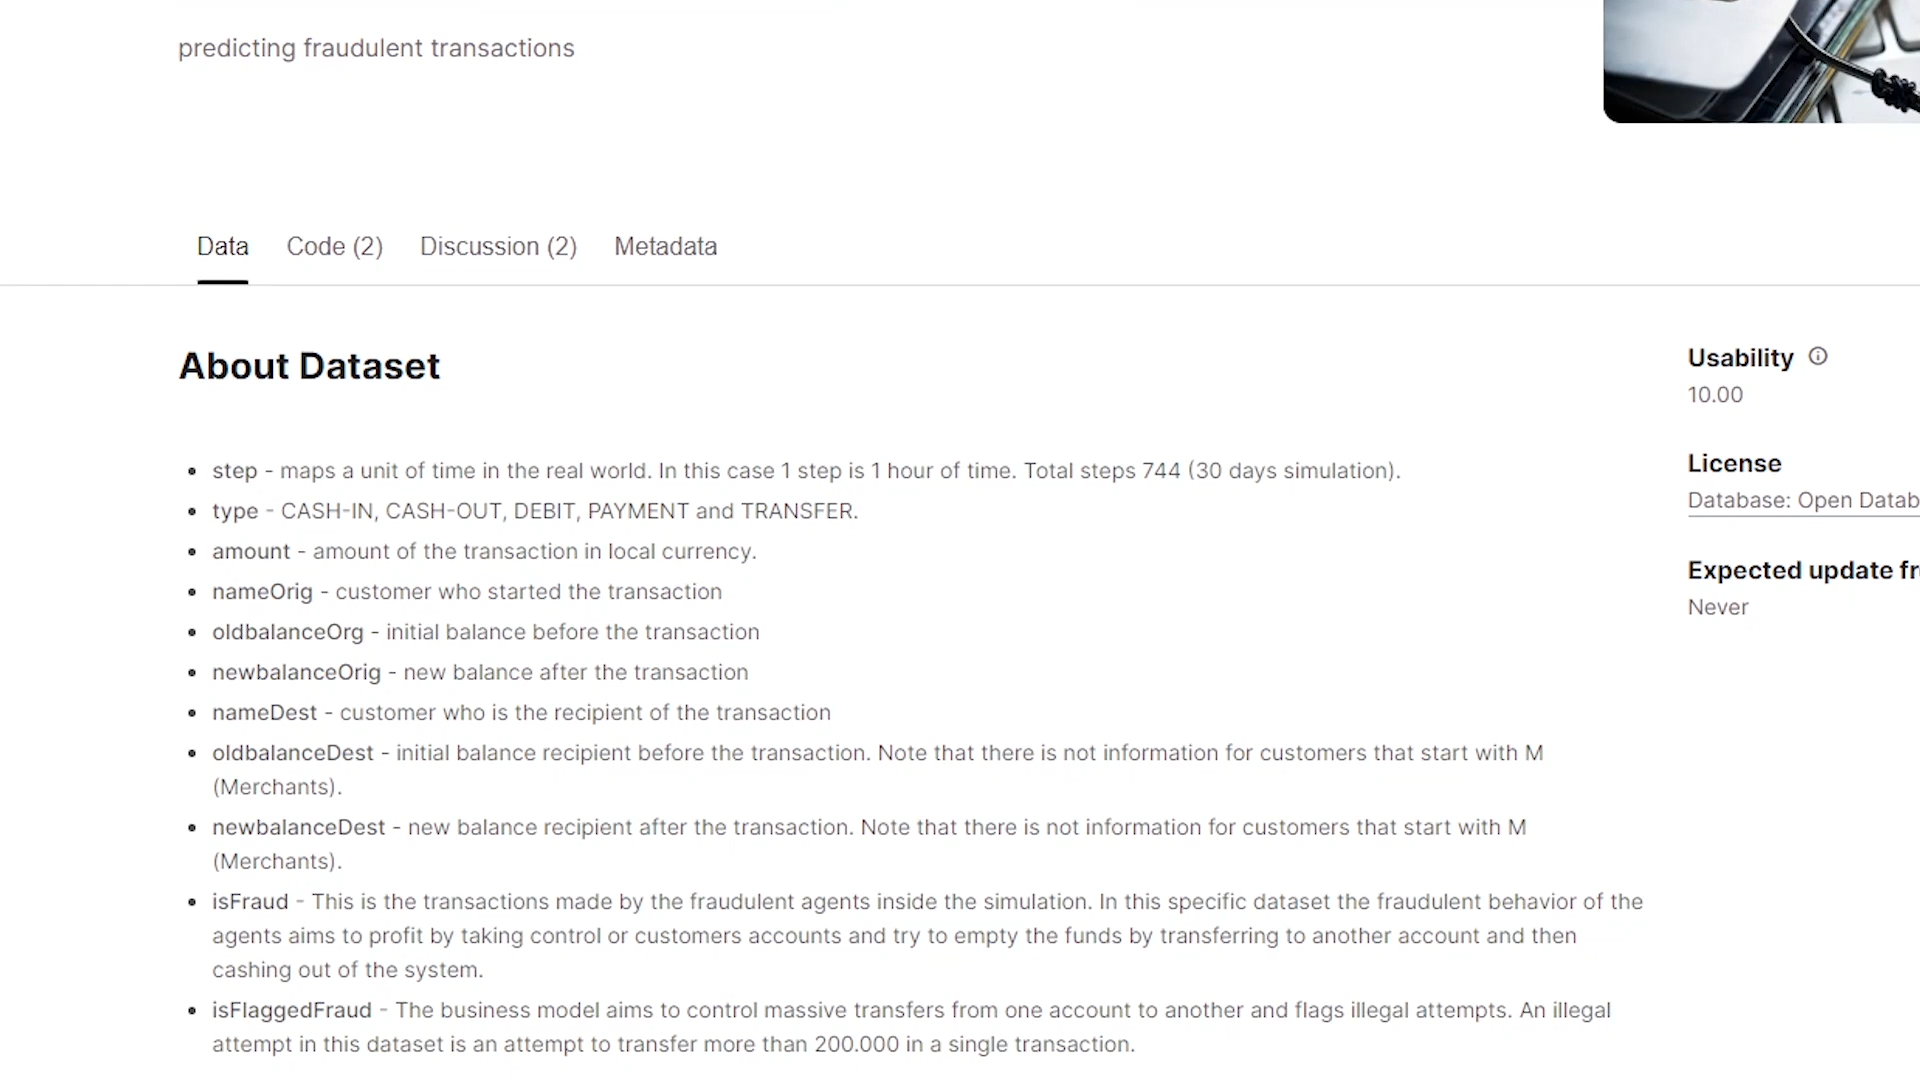 predicting fraudulent transactions
Data Code (2) Discussion (2) Metadata
About Dataset
step - maps a unit of time in the real world. In this case 1 step is 1 hour of time. Total steps 744 (30 days simulation).
type - CASH-IN, CASH-OUT, DEBIT, PAYMENT and TRANSFER.
amount - amount of the transaction in local currency.
nameOrig - customer who started the transaction
oldbalanceOrg - initial balance before the transaction
newbalanceOrig - new balance after the transaction
nameDest - customer who is the recipient of the transaction
oldbalanceDest - initial balance recipient before the transaction. Note that there is not information for customers that start with M
(Merchants).
newbalanceDest - new balance recipient after the transaction. Note that there is not information for customers that start with M
(Merchants).
isFraud - This is the transactions made by the fraudulent agents inside the simulation. In this specific dataset the fraudulent behavior of the
agents aims to profit by taking control or customers accounts and try to empty the funds by transferring to another account and then
cashing out of the system.
isFlaggedFraud - The business model aims to control massive transfers from one account to another and flags illegal attempts. An illegal
attempt in this dataset is an attempt to transfer more than 200.000 in a single transaction.
Usability
10.00
License
Database: Open Datab
Expected update fr
Never